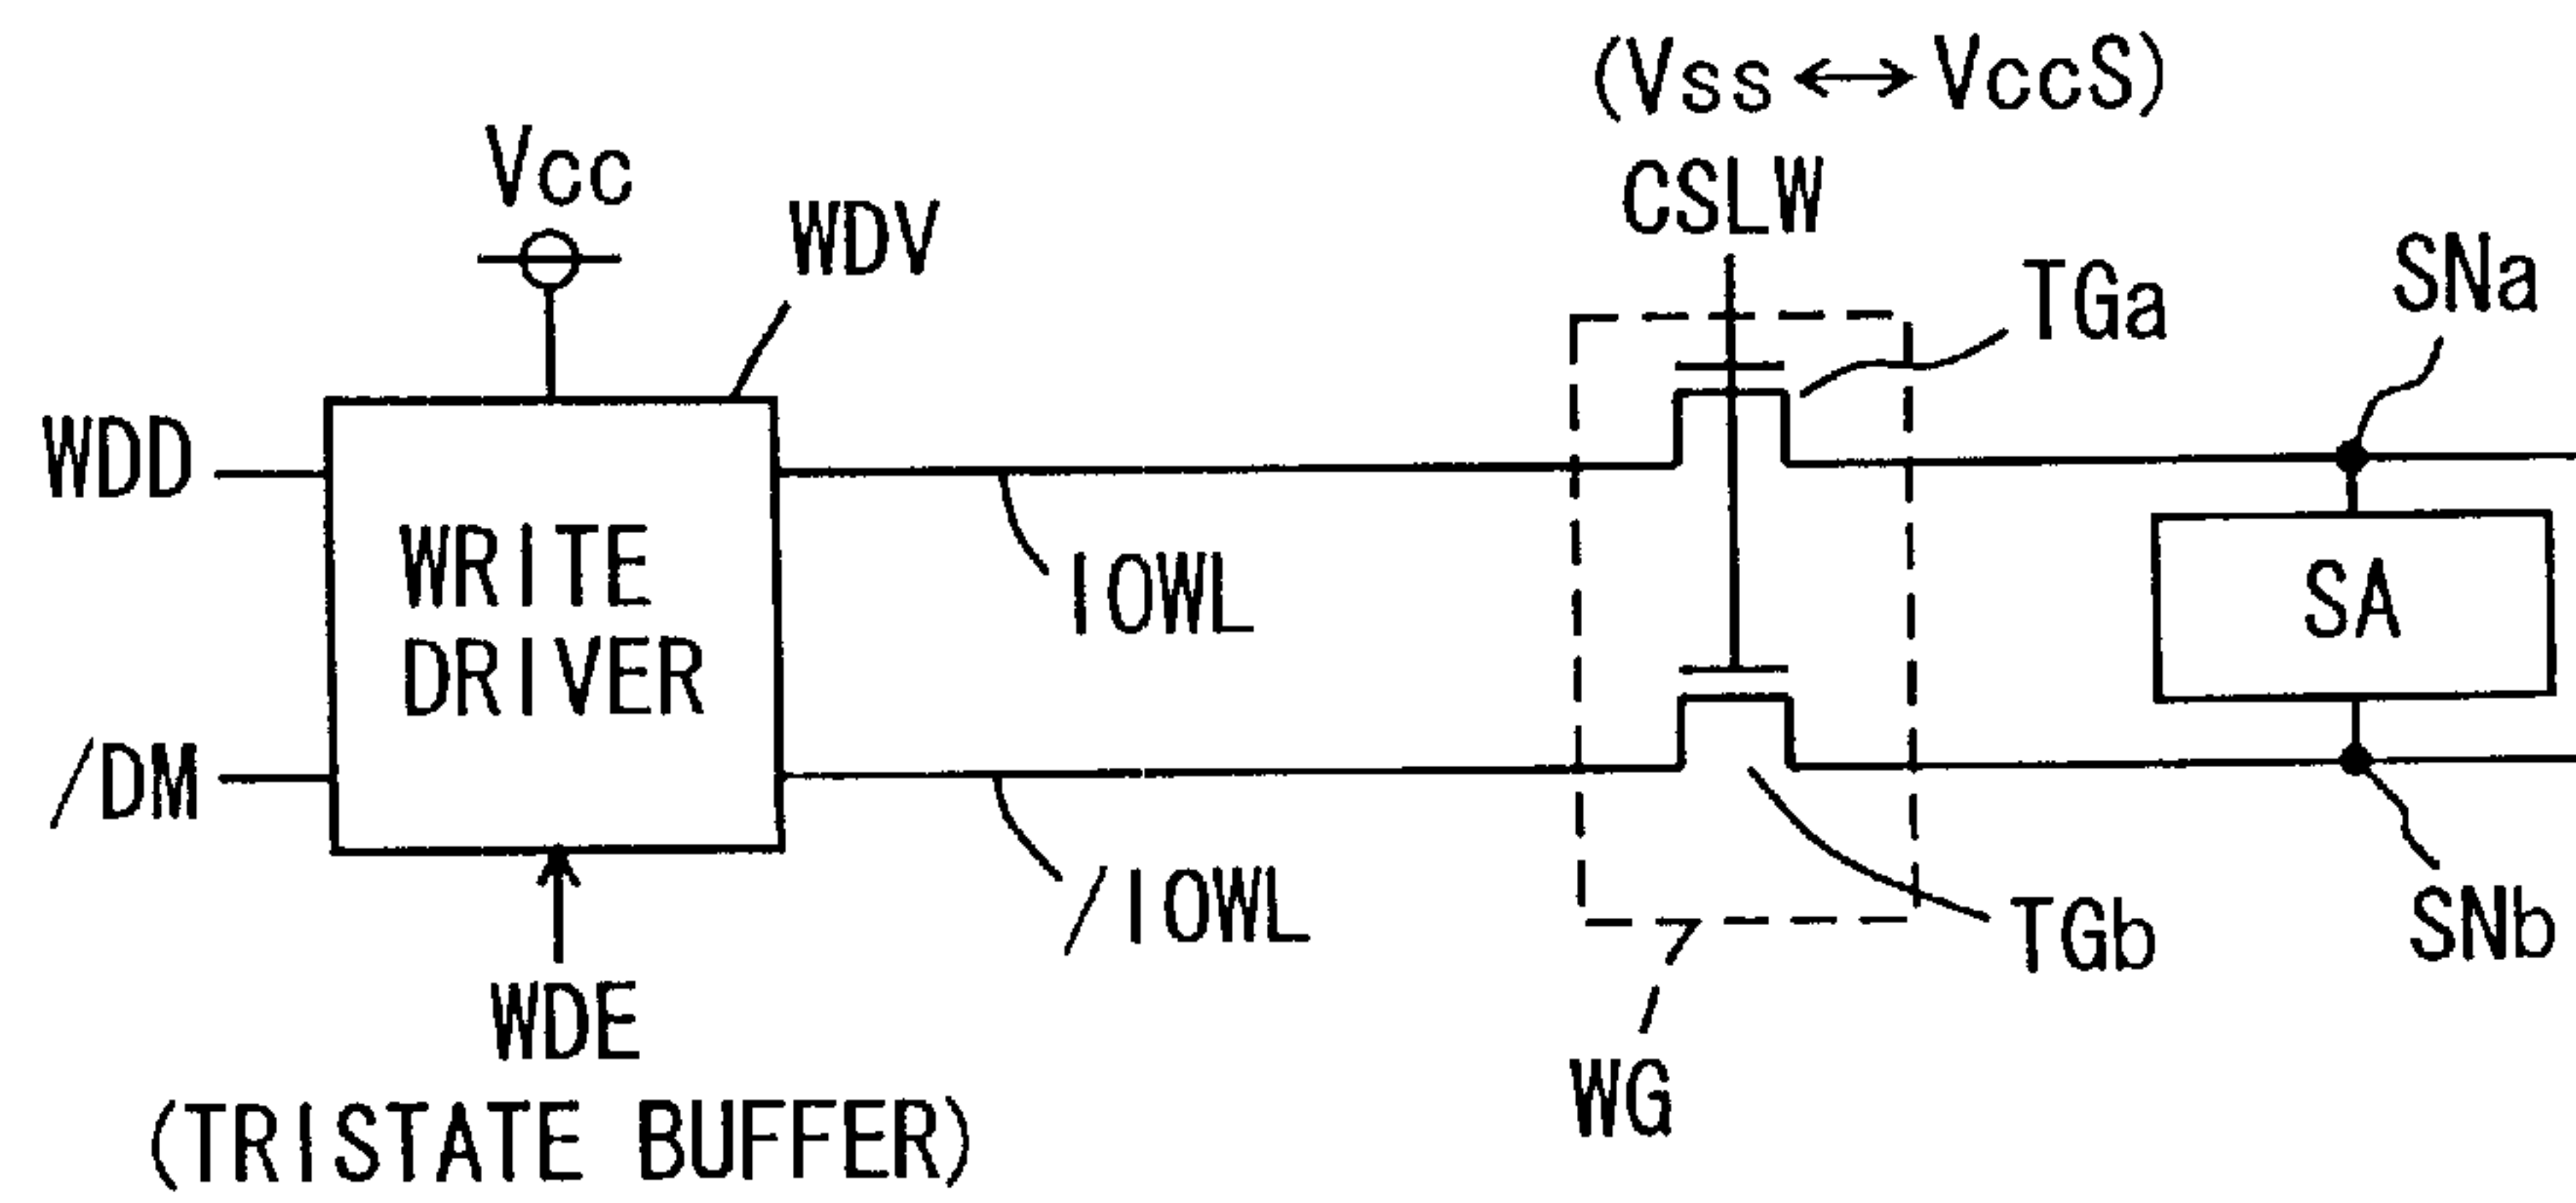 (Vss ↔ VccS)
Vcc
CSLW
WDV
SNa
TGa
WDD
WRITE
DRIVER
IOWL
SA
/DM
/IOWL
TGb
SNb
WDE
WG
(TRISTATE BUFFER)